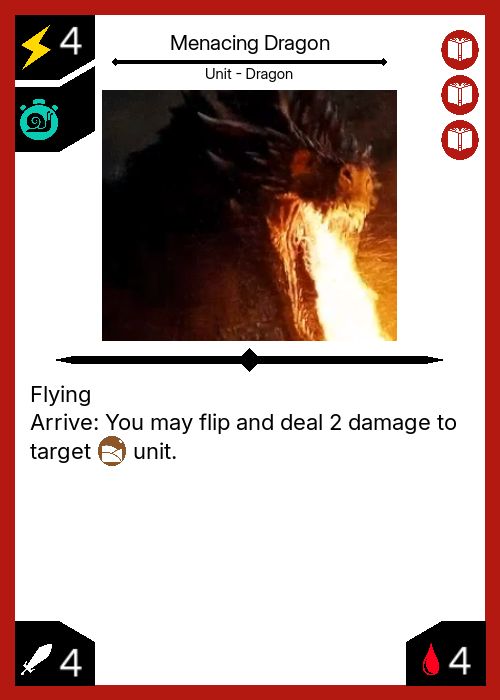 4
Menacing Dragon
Unit - Dragon
Flying
Arrive: You may flip and deal 2 damage to
target unit.
4
4